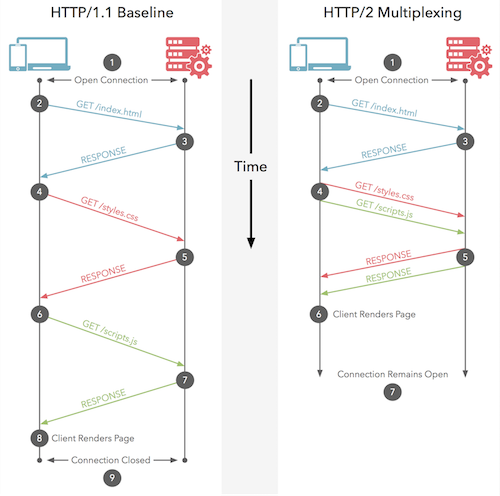 HTTP/1.1 Baseline
1
Open Connection
2
GET /index.html
3
RESPONSE
4
GET /styles.css
5
RESPONSE
6
GET /scripts.js
7
RESPONSE
8
Client Renders Page
Connection Closed
9
Time
HTTP/2 Multiplexing
1
Open Connection
2
GET /index.html
3
RESPONSE
4
GET /styles.css
GET /scripts.js
5
RESPONSE
RESPONSE
6
Client Renders Page
Connection Remains Open
7